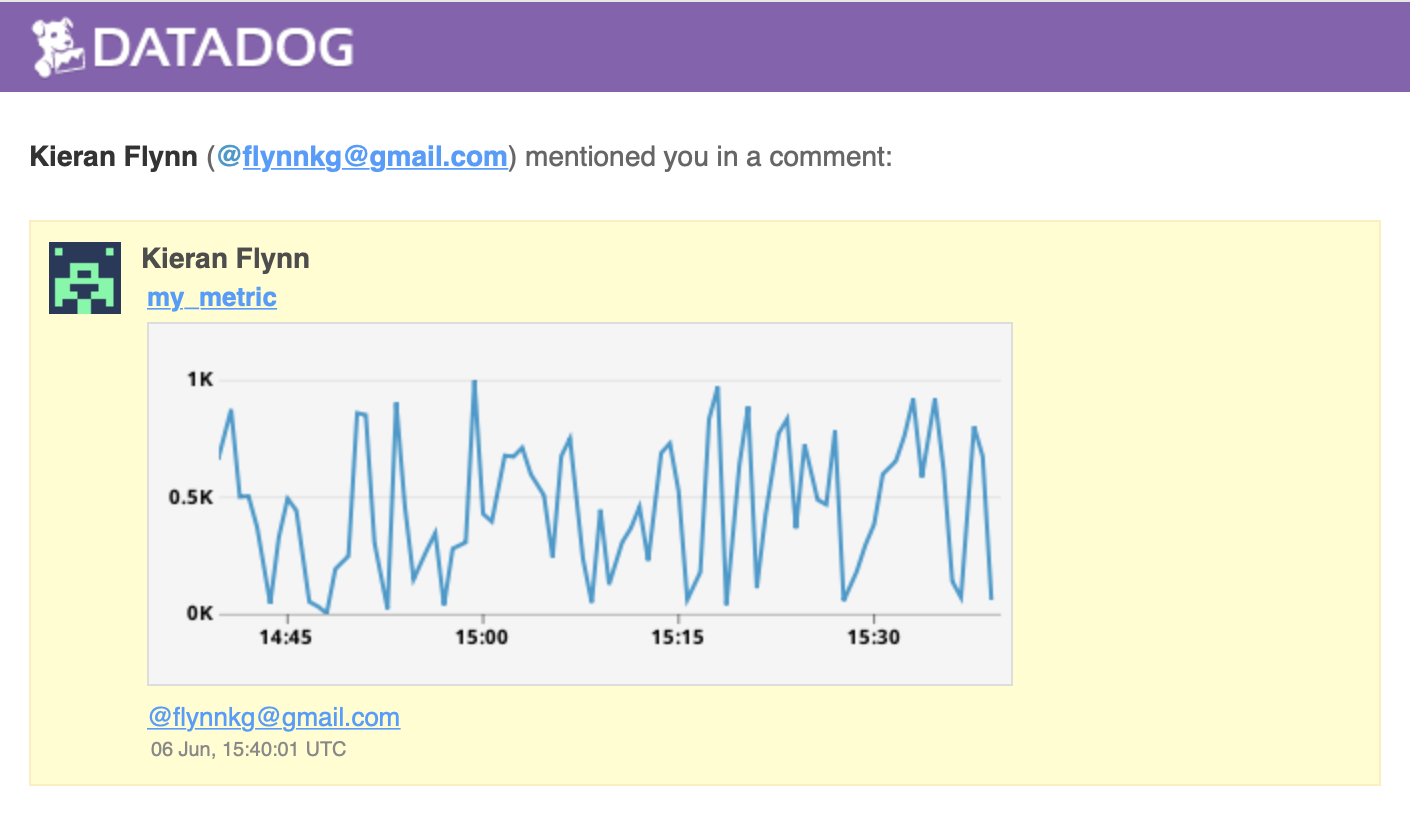 DATADOG
Kieran Flynn (@flynnkg@gmail.com) mentioned you in a comment:
Kieran Flynn
my_metric
1K
0.5K
0K
14:45 15:00 15:15 15:30
@flynnkg@gmail.com
06 Jun, 15:40:01 UTC